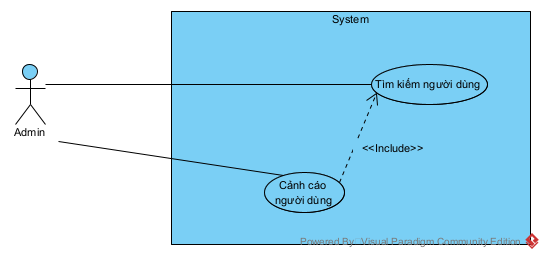 System
Tìm kiếm người dùng
Admin
<<Include>>
Cảnh cáo
người dùng
Powered By Visual Paradigm Community Edition